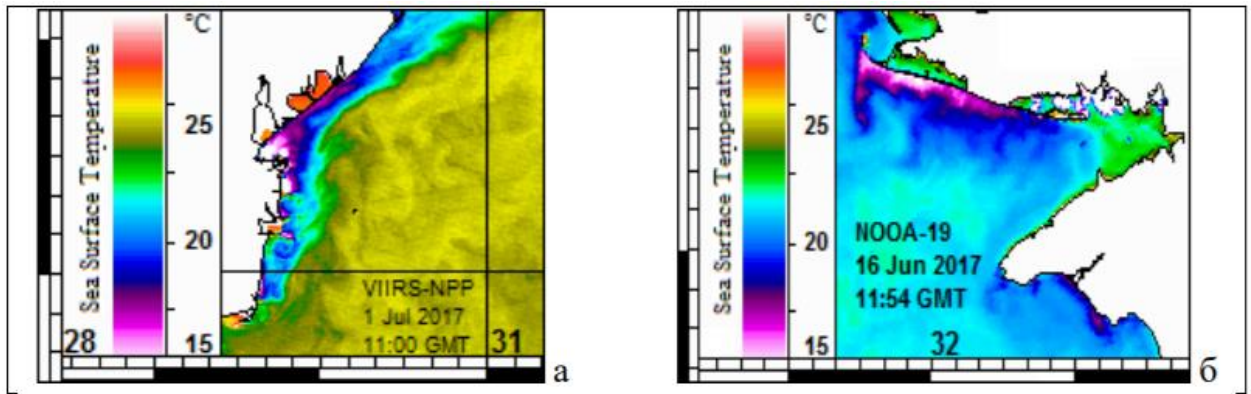 °C
Sea Surface Temperature
25
20
15
28
VIIRS-NPP
1 Jul 2017
11:00 GMT
31
а
°C
Sea Surface Temperature
25
20
15
NOOA-19
16 Jun 2017
11:54 GMT
32
б